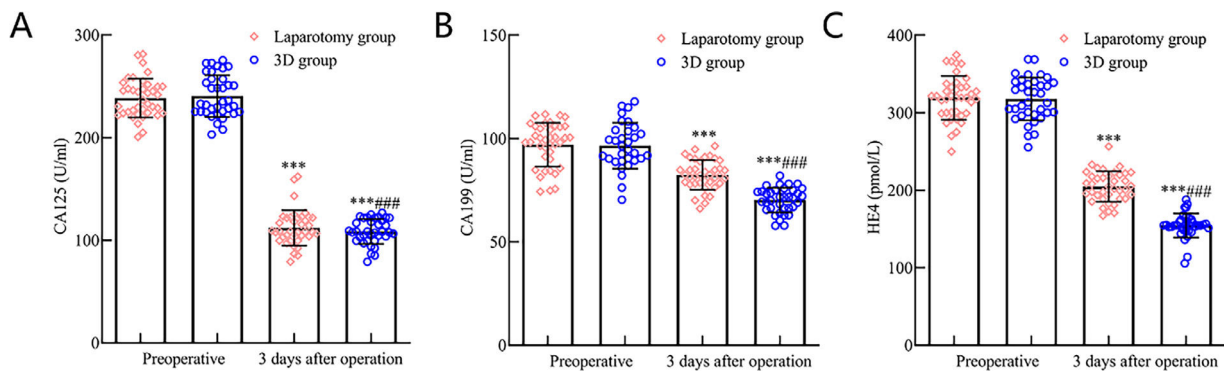 A
CA125 (U/ml)
300
200
100
0
Laparotomy group
3D group
***
***###
Preoperative
3 days after operation
B
CA199 (U/ml)
150
100
50
0
Laparotomy group
3D group
***
***###
Preoperative
3 days after operation
C
HE4 (pmol/L)
400
300
200
100
0
Laparotomy group
3D group
***
***###
Preoperative
3 days after operation